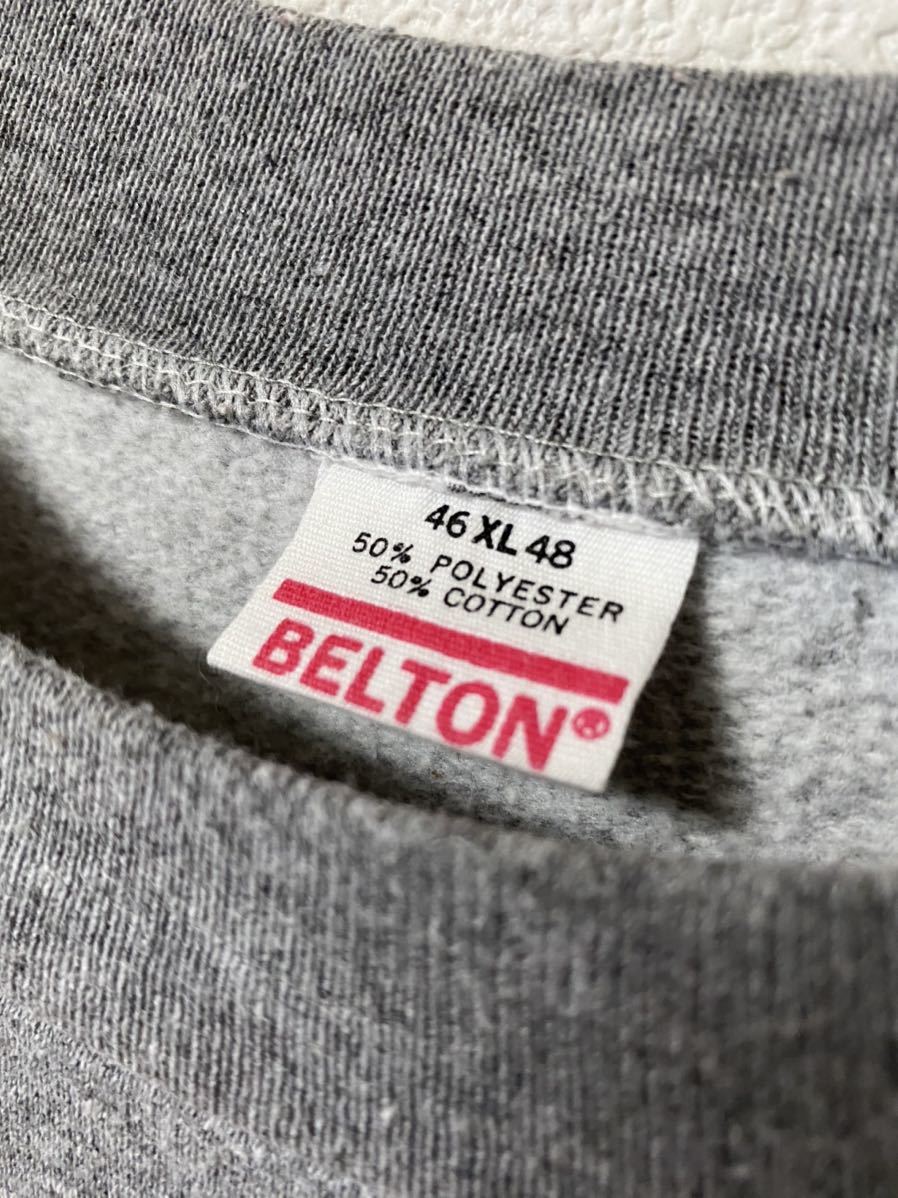 46 XL 48
50% POLYESTER
50% COTTON
BELTON®